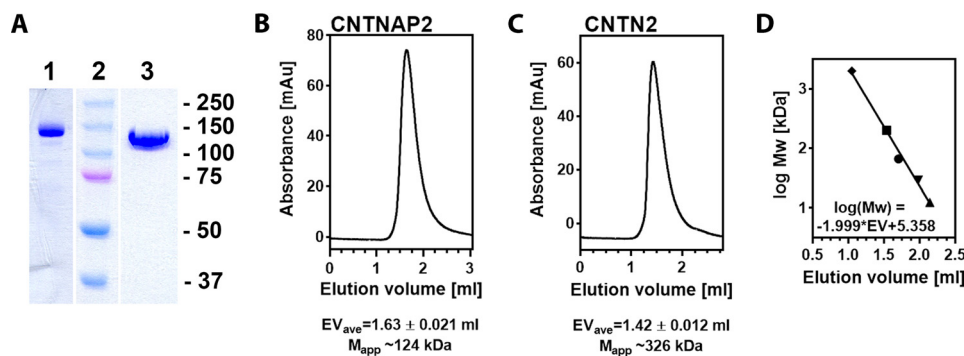 A
1 2 3
- 250
- 150
- 100
- 75
- 50
- 37
B
CNTNAP2
Absorbance [mAu]
80
60
40
20
0
0 1 2 3
Elution volume [ml]
EVave=1.63 ± 0.021 ml
Mapp ~124 kDa
C
CNTN2
Absorbance [mAu]
60
40
20
0
0 1 2
Elution volume [ml]
EVave=1.42 ± 0.012 ml
Mapp ~326 kDa
D
log Mw [kDa]
3
2
1
log(Mw) =
-1.999*EV+5.358
0.5 1.0 1.5 2.0 2.5
Elution volume [ml]